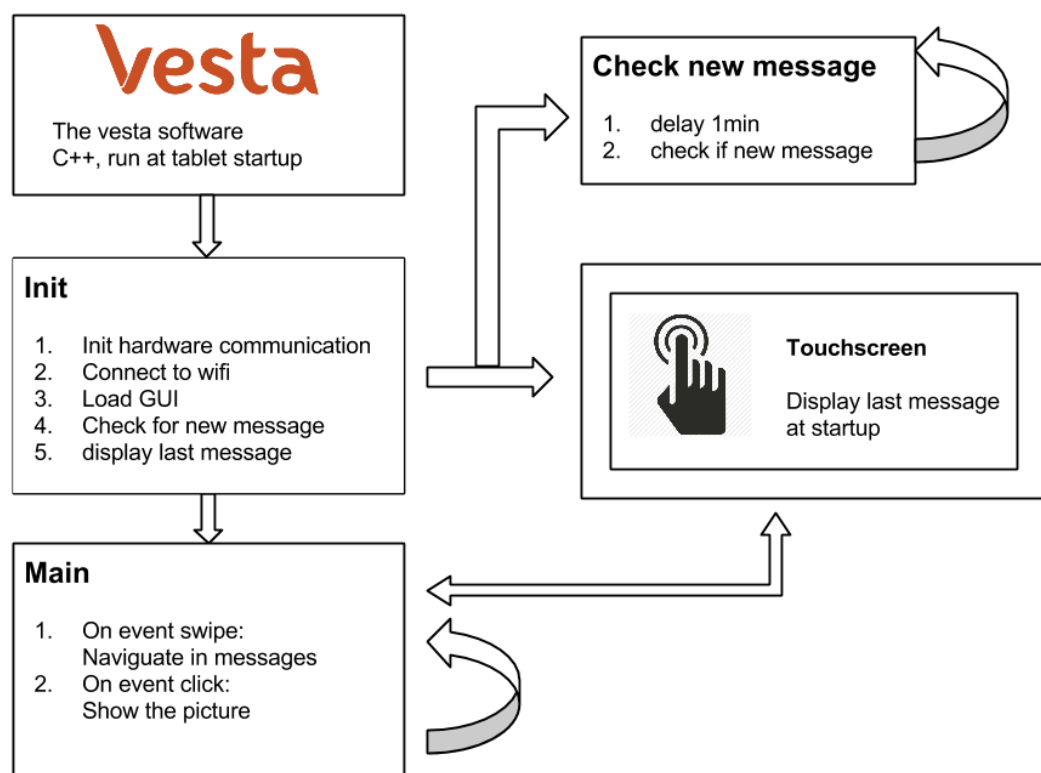 Vesta
The vesta software
C++, run at tablet startup
Check new message
1. delay 1min
2. check if new message
Init
1. Init hardware communication
2. Connect to wifi
3. Load GUI
4. Check for new message
5. display last message
Touchscreen
Display last message
at startup
Main
1. On event swipe:
Naviguate in messages
2. On event click:
Show the picture